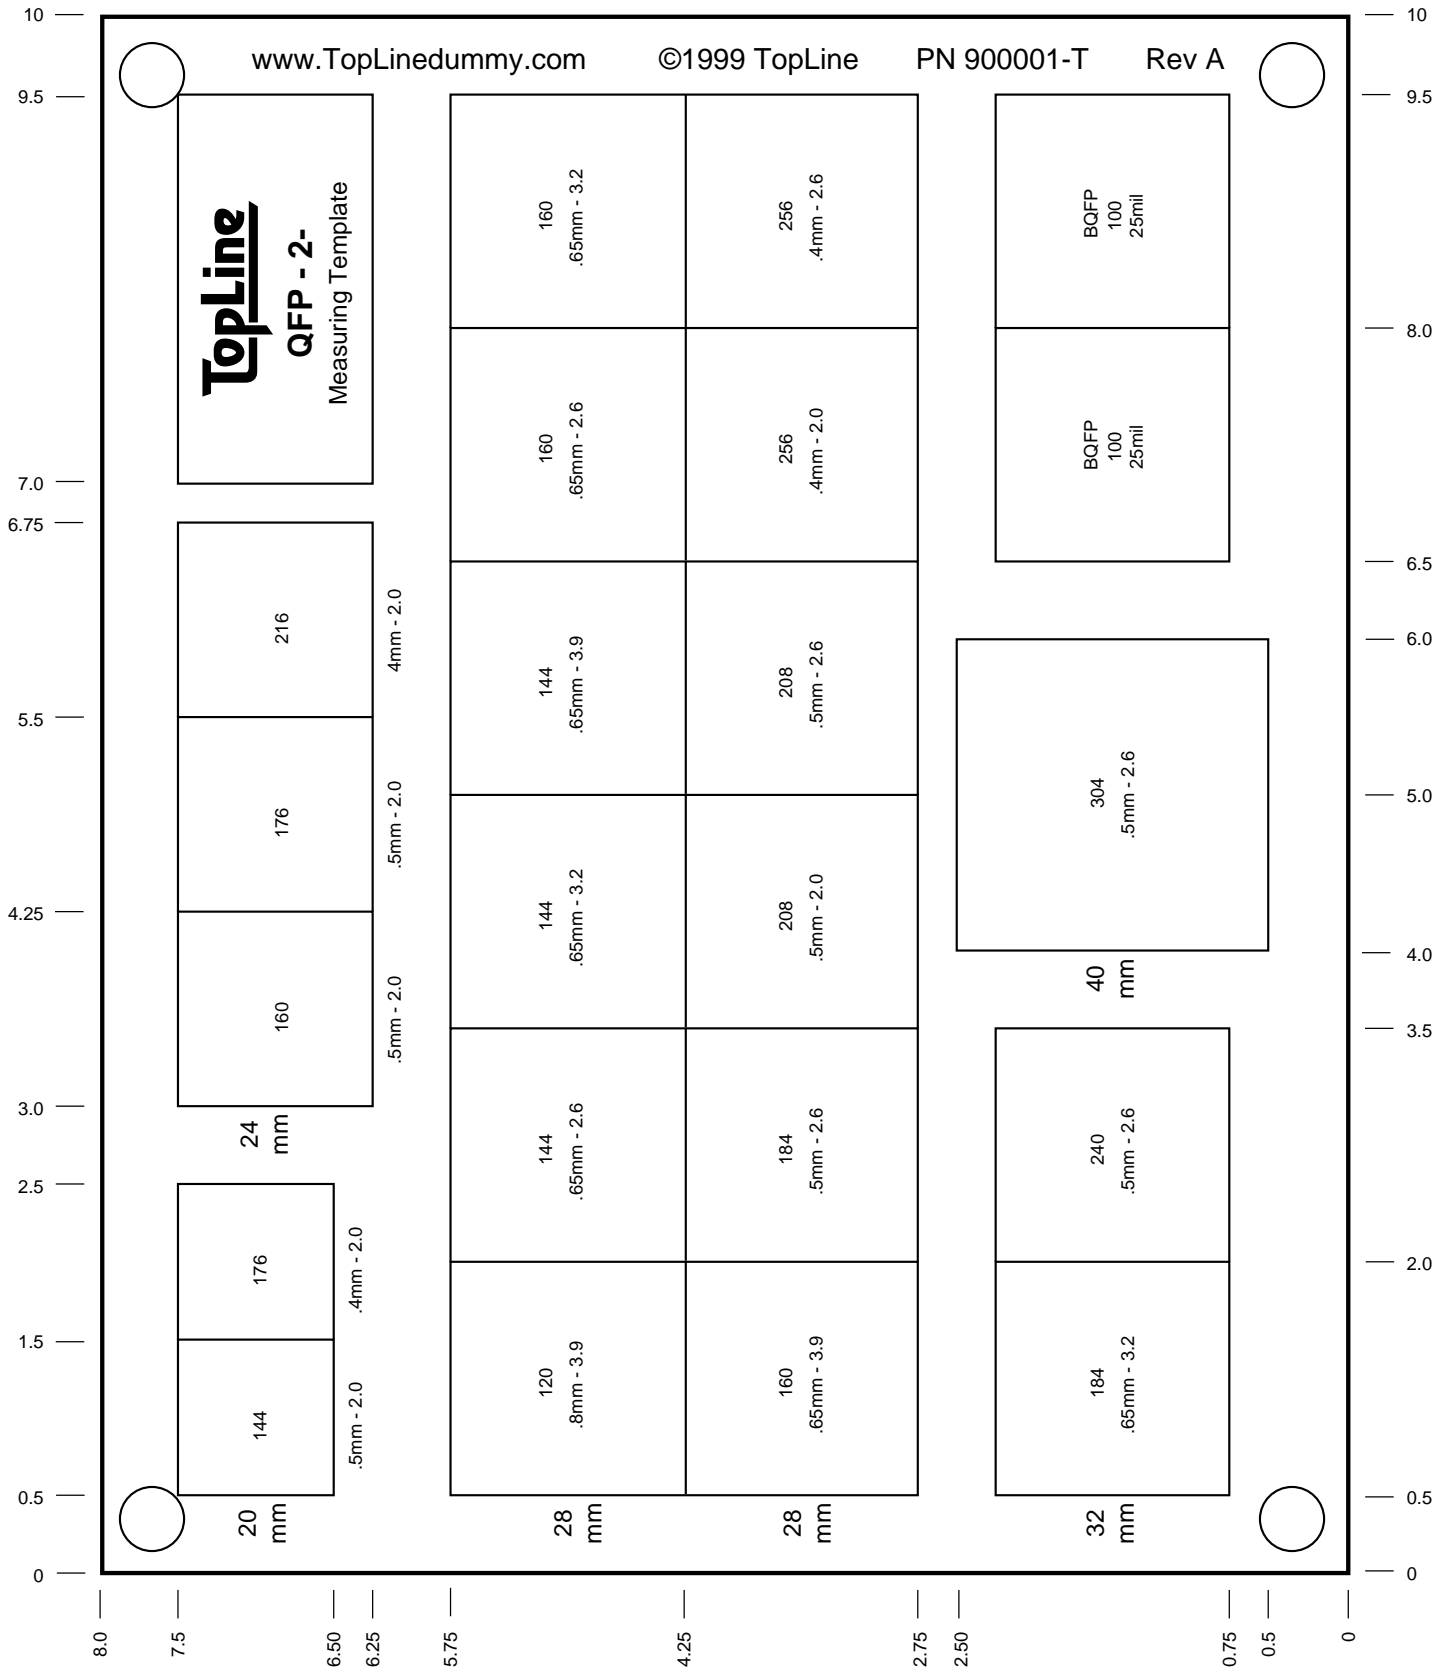 www.TopLinedummy.com ©1999 TopLine PN 900001-T Rev A
10
9.5
7.0
6.75
5.5
4.25
3.0
2.5
1.5
0.5
0
TopLine
QFP - 2-
Measuring Template
216
4mm - 2.0
176
.5mm - 2.0
160
.5mm - 2.0
24
mm
176
.4mm - 2.0
144
.5mm - 2.0
20
mm
160
.65mm - 3.2
160
.65mm - 2.6
144
.65mm - 3.9
144
.65mm - 3.2
144
.65mm - 2.6
120
.8mm - 3.9
28
mm
256
.4mm - 2.6
256
.4mm - 2.0
208
.5mm - 2.6
208
.5mm - 2.0
184
.5mm - 2.6
160
.65mm - 3.9
28
mm
BQFP
100
25mil
BQFP
100
25mil
304
.5mm - 2.6
40
mm
240
.5mm - 2.6
184
.65mm - 3.2
32
mm
10
9.5
8.0
6.5
6.0
5.0
4.0
3.5
2.0
0.5
0
8.0
7.5
6.50
6.25
5.75
4.25
2.75
2.50
0.75
0.5
0